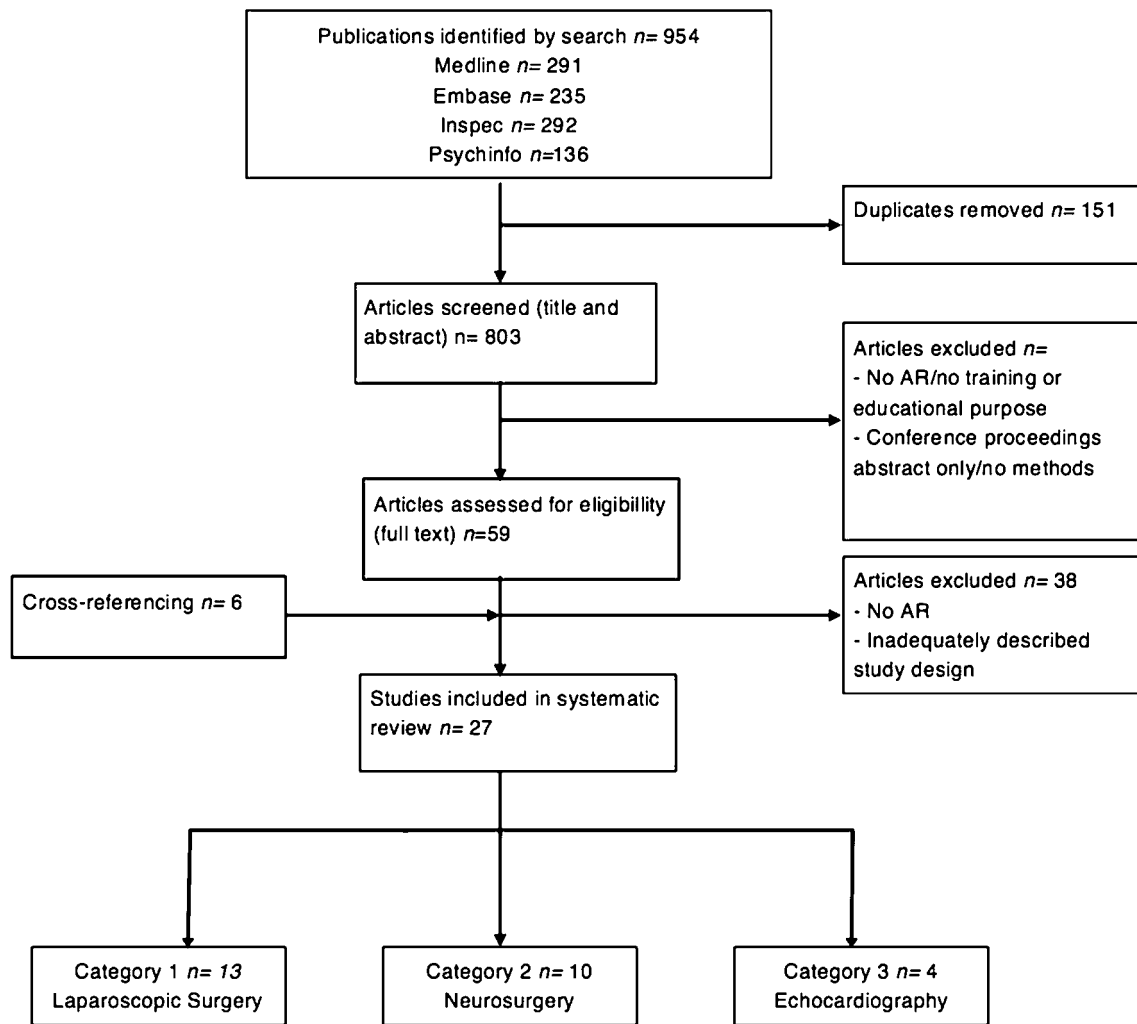 Publications identified by search n= 954
Medline n= 291
Embase n= 235
Inspec n= 292
Psychinfo n=136
Duplicates removed n= 151
Articles screened (title and
abstract) n= 803
Articles excluded n=
- No AR/no training or
educational purpose
- Conference proceedings
abstract only/no methods
Articles assessed for eligibillity
(full text) n=59
Cross-referencing n= 6
Articles excluded n= 38
- No AR
- Inadequately described
study design
Studies included in systematic
review n= 27
Category 1 n= 13
Laparoscopic Surgery
Category 2 n= 10
Neurosurgery
Category 3 n= 4
Echocardiography